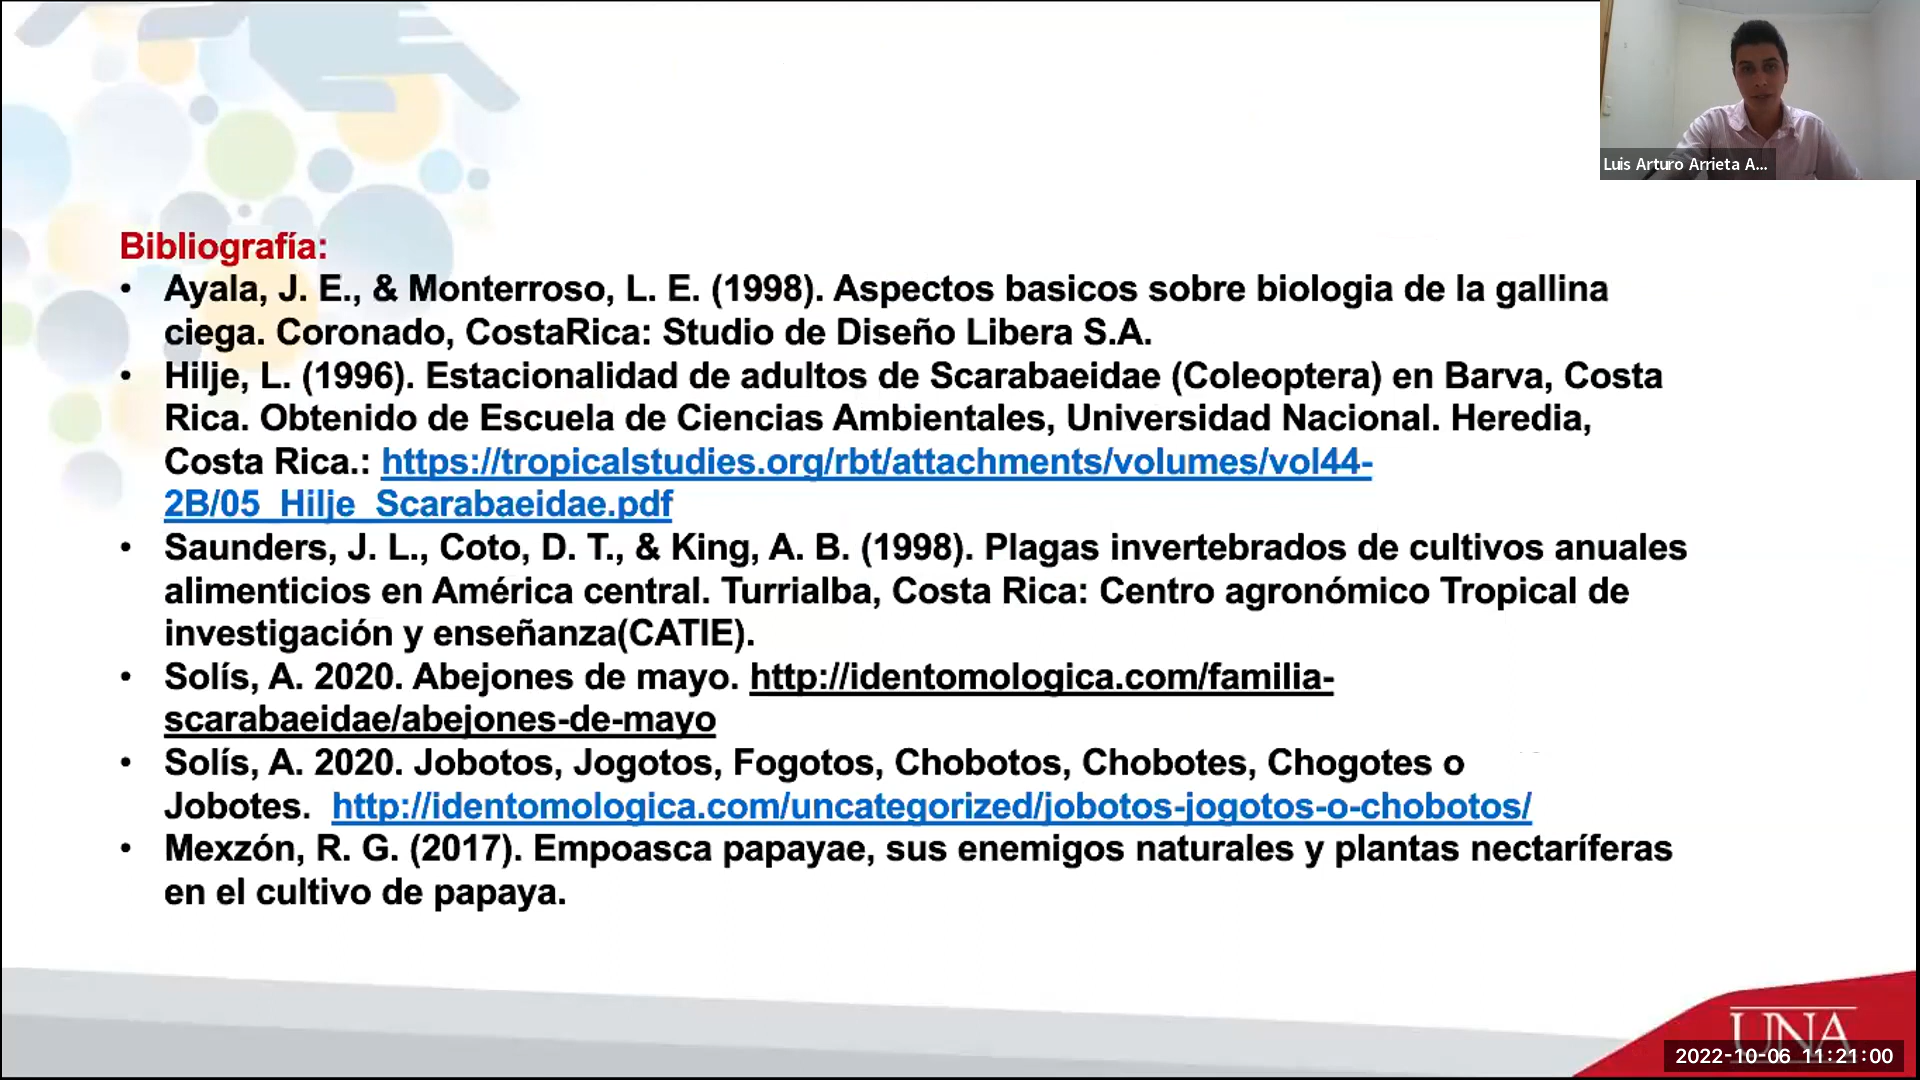 Luis Arturo Arrieta A...
Bibliografía:
• Ayala, J. E., & Monterroso, L. E. (1998). Aspectos basicos sobre biologia de la gallina
ciega. Coronado, CostaRica: Studio de Diseño Libera S.A.
• Hilje, L. (1996). Estacionalidad de adultos de Scarabaeidae (Coleoptera) en Barva, Costa
Rica. Obtenido de Escuela de Ciencias Ambientales, Universidad Nacional. Heredia,
Costa Rica.: https://tropicalstudies.org/rbt/attachments/volumes/vol44-
2B/05_Hilje_Scarabaeidae.pdf
• Saunders, J. L., Coto, D. T., & King, A. B. (1998). Plagas invertebrados de cultivos anuales
alimenticios en América central. Turrialba, Costa Rica: Centro agronómico Tropical de
investigación y enseñanza(CATIE).
• Solís, A. 2020. Abejones de mayo. http://identomologica.com/familia-
scarabaeidae/abejones-de-mayo
• Solís, A. 2020. Jobotos, Jogotos, Fogotos, Chobotos, Chobotes, Chogotes o
Jobotes. http://identomologica.com/uncategorized/jobotos-jogotos-o-chobotos/
• Mexzón, R. G. (2017). Empoasca papayae, sus enemigos naturales y plantas nectaríferas
en el cultivo de papaya.
UNA
2022-10-06 11:21:00